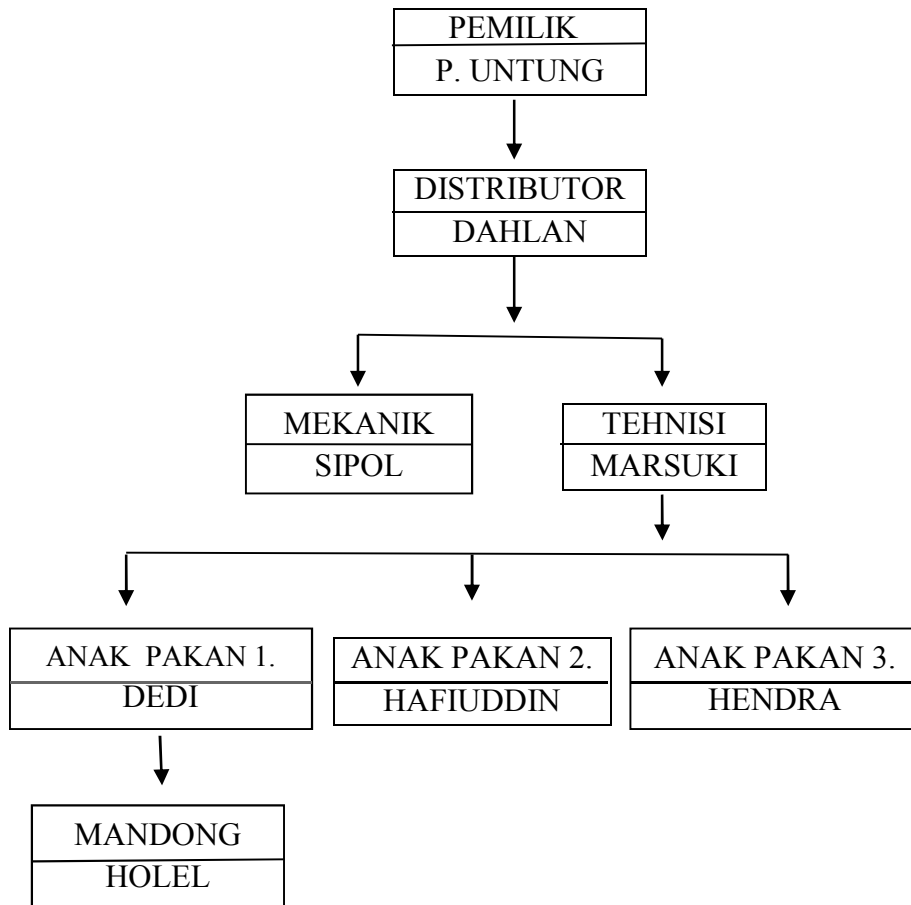 PEMILIK
P. UNTUNG
DISTRIBUTOR
DAHLAN
MEKANIK
SIPOL
TEHNISI
MARSUKI
ANAK PAKAN 1.
DEDI
ANAK PAKAN 2.
HAFIUDDIN
ANAK PAKAN 3.
HENDRA
MANDONG
HOLEL